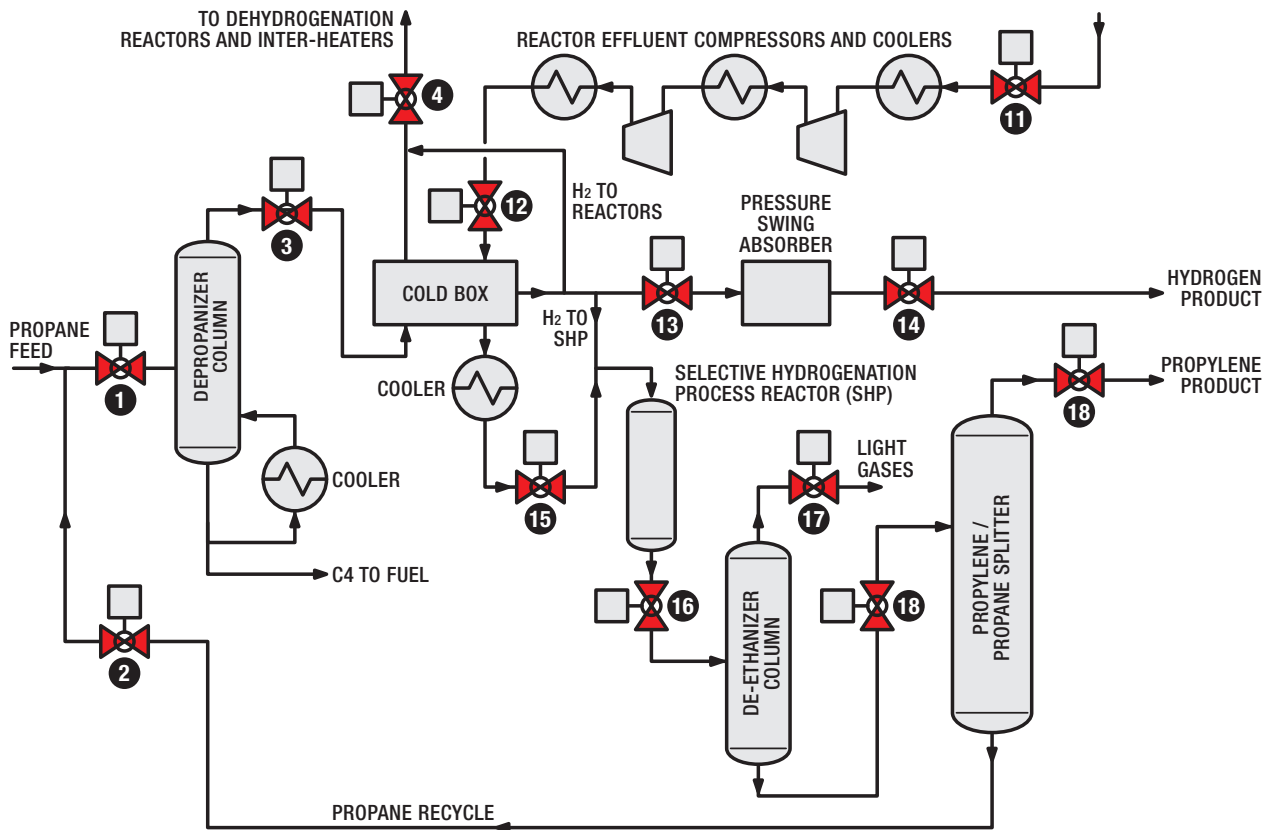 TO DEHYDROGENATION
REACTORS AND INTER-HEATERS
REACTOR EFFLUENT COMPRESSORS AND COOLERS
4
11
12
H2 TO
REACTORS
PRESSURE
SWING
ABSORBER
3
DEPROPANIZER
COLUMN
COLD BOX
HYDROGEN
PRODUCT
13
14
H2 TO
SHP
PROPANE
FEED
1
COOLER
SELECTIVE HYDROGENATION
PROCESS REACTOR (SHP)
PROPYLENE
PRODUCT
18
COOLER
LIGHT
GASES
15
17
C4 TO FUEL
16
DE-ETHANIZER
COLUMN
18
PROPYLENE /
PROPANE SPLITTER
2
PROPANE RECYCLE